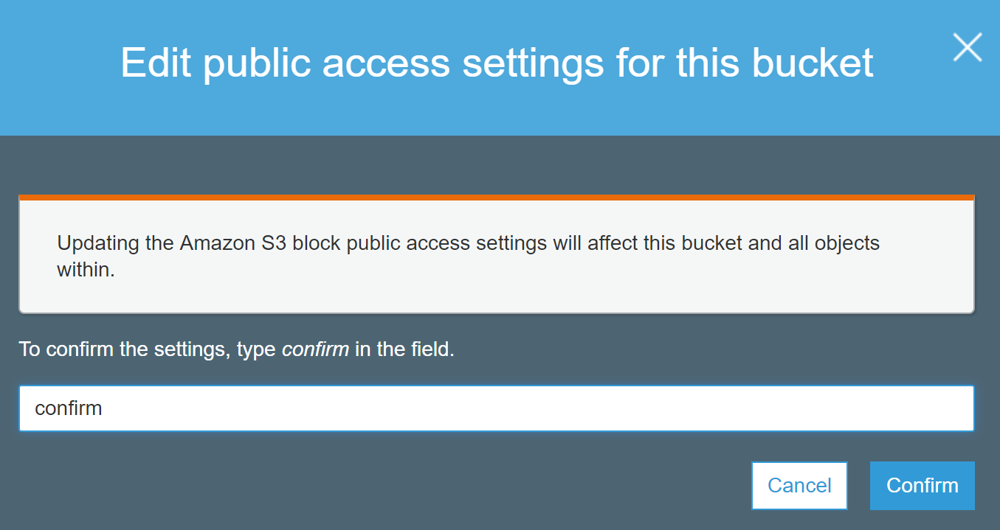 Edit public access settings for this bucket
Updating the Amazon S3 block public access settings will affect this bucket and all objects
within.
To confirm the settings, type confirm in the field.
confirm
Cancel
Confirm